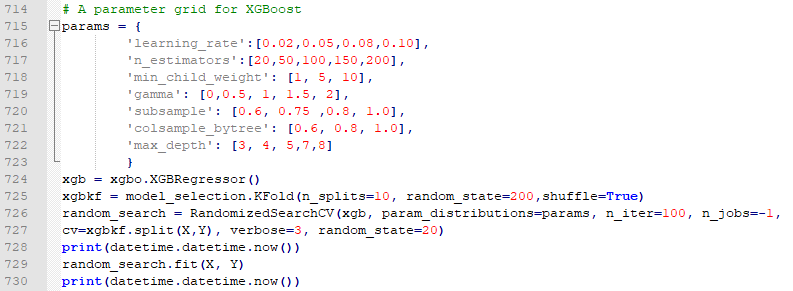 714 # A parameter grid for XGBoost
715 params = {
716 'learning_rate':[0.02,0.05,0.08,0.10],
717 'n_estimators':[20,50,100,150,200],
718 'min_child_weight': [1, 5, 10],
719 'gamma': [0,0.5, 1, 1.5, 2],
720 'subsample': [0.6, 0.75 ,0.8, 1.0],
721 'colsample_bytree': [0.6, 0.8, 1.0],
722 'max_depth': [3, 4, 5,7,8]
723 }
724 xgb = xgbo.XGBRegressor()
725 xgbkf = model_selection.KFold(n_splits=10, random_state=200,shuffle=True)
726 random_search = RandomizedSearchCV(xgb, param_distributions=params, n_iter=100, n_jobs=-1,
727 cv=xgbkf.split(X,Y), verbose=3, random_state=20)
728 print(datetime.datetime.now())
729 random_search.fit(X, Y)
730 print(datetime.datetime.now())